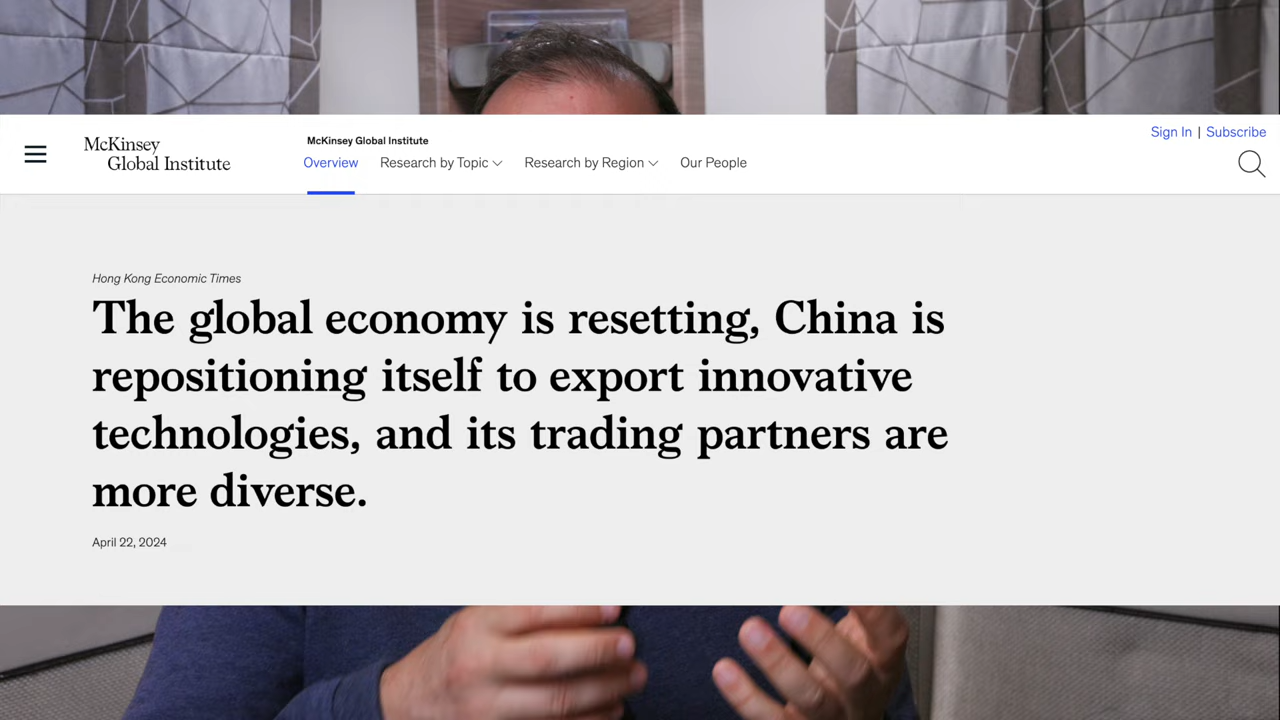 McKinsey
Global Institute
McKinsey Global Institute
Overview
Research by Topic
Research by Region
Our People
Sign In | Subscribe
Hong Kong Economic Times
The global economy is resetting, China is
repositioning itself to export innovative
technologies, and its trading partners are
more diverse.
April 22, 2024